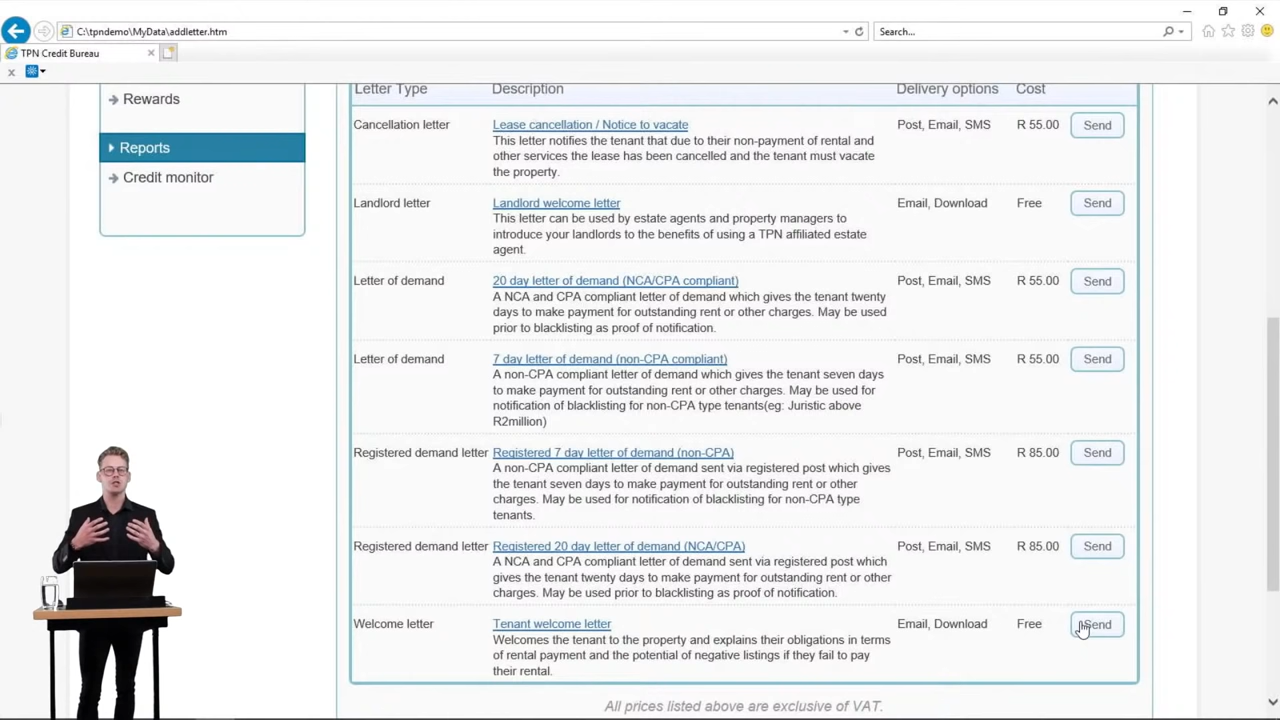 C:\tpndemo\MyData\addletter.htm
Search...
TPN Credit Bureau
Rewards
Reports
Credit monitor
Letter Type Description Delivery options Cost
Cancellation letter Lease cancellation / Notice to vacate Post, Email, SMS R 55.00 Send
This letter notifies the tenant that due to their non-payment of rental and
other services the lease has been cancelled and the tenant must vacate
the property.
Landlord letter Landlord welcome letter Email, Download Free Send
This letter can be used by estate agents and property managers to
introduce your landlords to the benefits of using a TPN affiliated estate
agent.
Letter of demand 20 day letter of demand (NCA/CPA compliant) Post, Email, SMS R 55.00 Send
A NCA and CPA compliant letter of demand which gives the tenant twenty
days to make payment for outstanding rent or other charges. May be used
prior to blacklisting as proof of notification.
Letter of demand 7 day letter of demand (non-CPA compliant) Post, Email, SMS R 55.00 Send
A non-CPA compliant letter of demand which gives the tenant seven days
to make payment for outstanding rent or other charges. May be used for
notification of blacklisting for non-CPA type tenants(eg: Juristic above
R2million)
Registered demand letter Registered 7 day letter of demand (non-CPA) Post, Email, SMS R 85.00 Send
A non-CPA compliant letter of demand sent via registered post which gives
the tenant seven days to make payment for outstanding rent or other
charges. May be used for notification of blacklisting for non-CPA type
tenants.
Registered demand letter Registered 20 day letter of demand (NCA/CPA) Post, Email, SMS R 85.00 Send
A NCA and CPA compliant letter of demand sent via registered post which
gives the tenant twenty days to make payment for outstanding rent or other
charges. May be used prior to blacklisting as proof of notification.
Welcome letter Tenant welcome letter Email, Download Free Send
Welcomes the tenant to the property and explains their obligations in terms
of rental payment and the potential of negative listings if they fail to pay
their rental.
All prices listed above are exclusive of VAT.